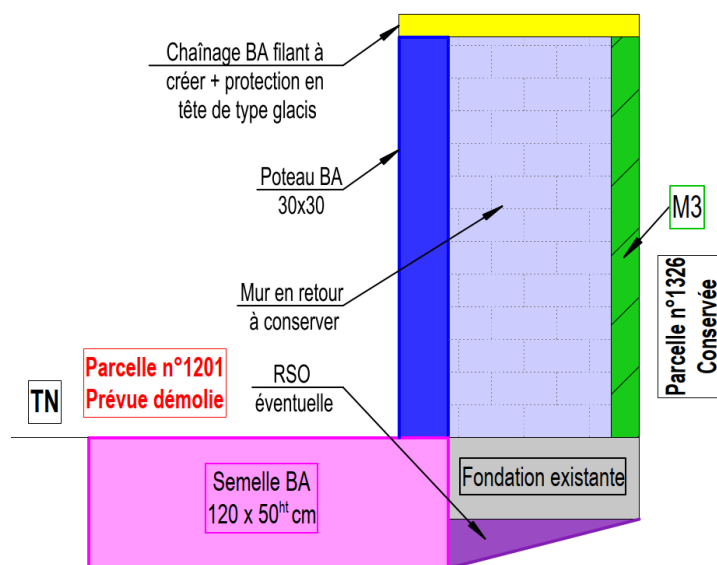 Chaînage BA filant à
créer + protection en
tête de type glacis
Poteau BA
30x30
M3
Mur en retour
à conserver
Parcelle n°1326
Conservée
Parcelle n°1201
Prévue démolie
RSO
éventuelle
TN
Semelle BA
120 x 50ht cm
Fondation existante